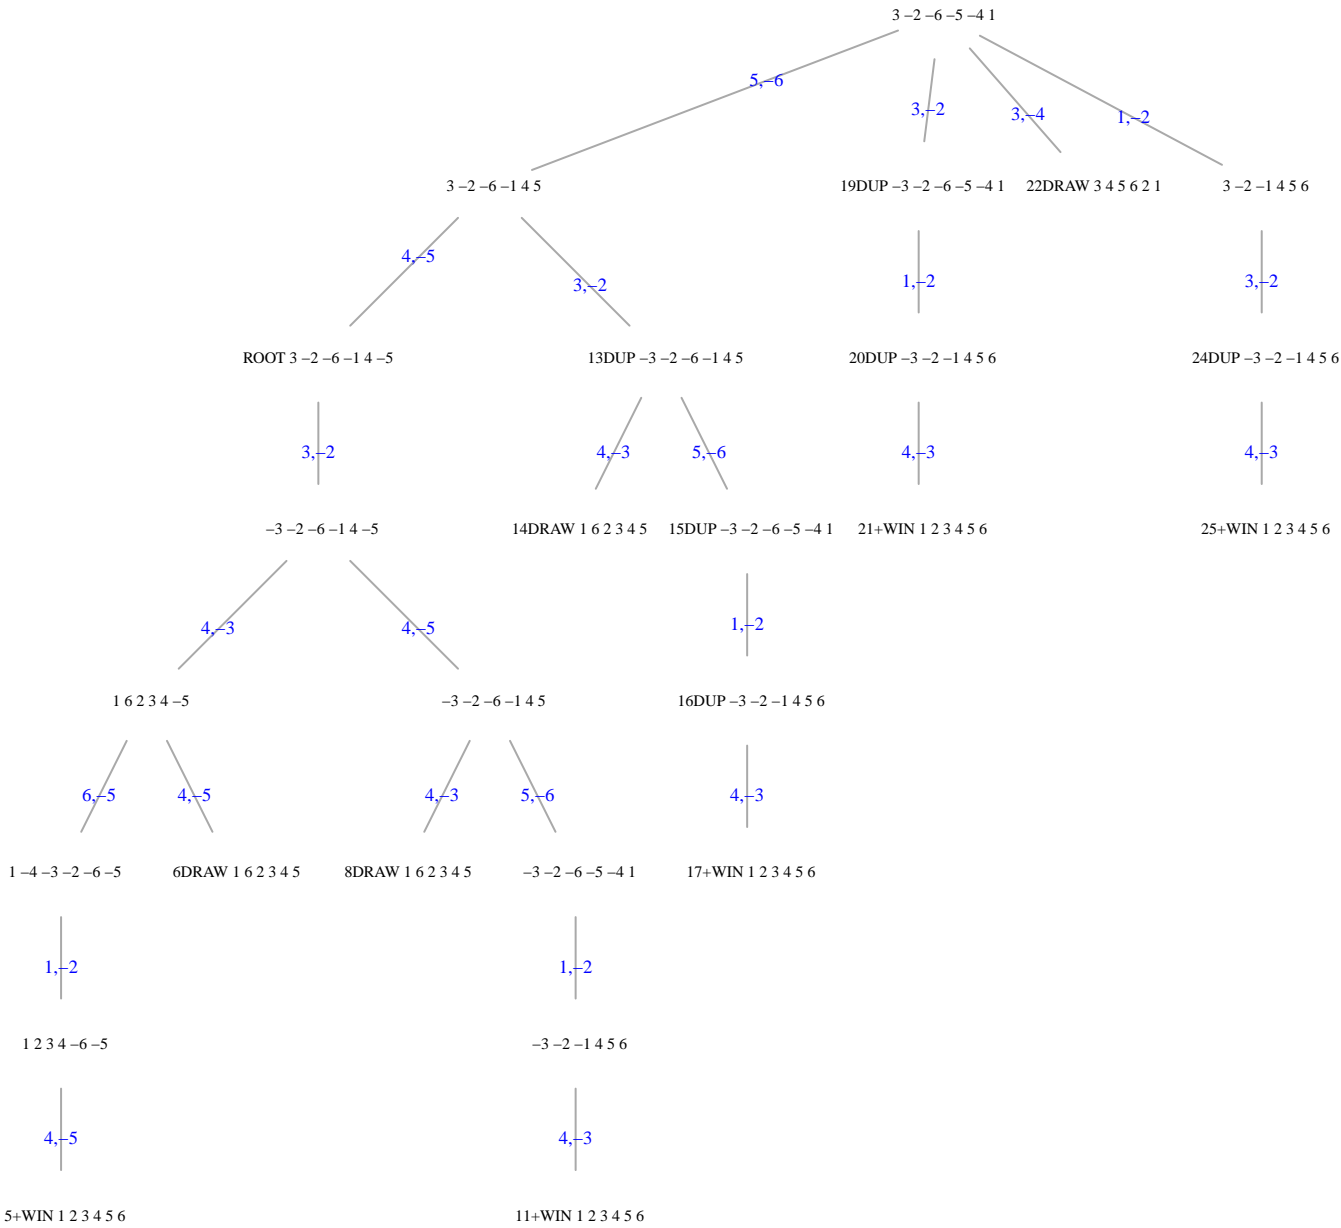 3 –2 –6 –5 –4 1
5,–6
3,–2
3,–4
1,–2
3 –2 –6 –1 4 5
19DUP –3 –2 –6 –5 –4 1
22DRAW 3 4 5 6 2 1
3 –2 –1 4 5 6
4,–5
3,–2
1,–2
3,–2
ROOT 3 –2 –6 –1 4 –5
13DUP –3 –2 –6 –1 4 5
20DUP –3 –2 –1 4 5 6
24DUP –3 –2 –1 4 5 6
3,–2
4,–3
5,–6
4,–3
4,–3
–3 –2 –6 –1 4 –5
14DRAW 1 6 2 3 4 5
15DUP –3 –2 –6 –5 –4 1
21+WIN 1 2 3 4 5 6
25+WIN 1 2 3 4 5 6
4,–3
4,–5
1,–2
1 6 2 3 4 –5
–3 –2 –6 –1 4 5
16DUP –3 –2 –1 4 5 6
6,–5
4,–5
4,–3
5,–6
4,–3
1 –4 –3 –2 –6 –5
6DRAW 1 6 2 3 4 5
8DRAW 1 6 2 3 4 5
–3 –2 –6 –5 –4 1
17+WIN 1 2 3 4 5 6
1,–2
1,–2
1 2 3 4 –6 –5
–3 –2 –1 4 5 6
4,–5
4,–3
5+WIN 1 2 3 4 5 6
11+WIN 1 2 3 4 5 6